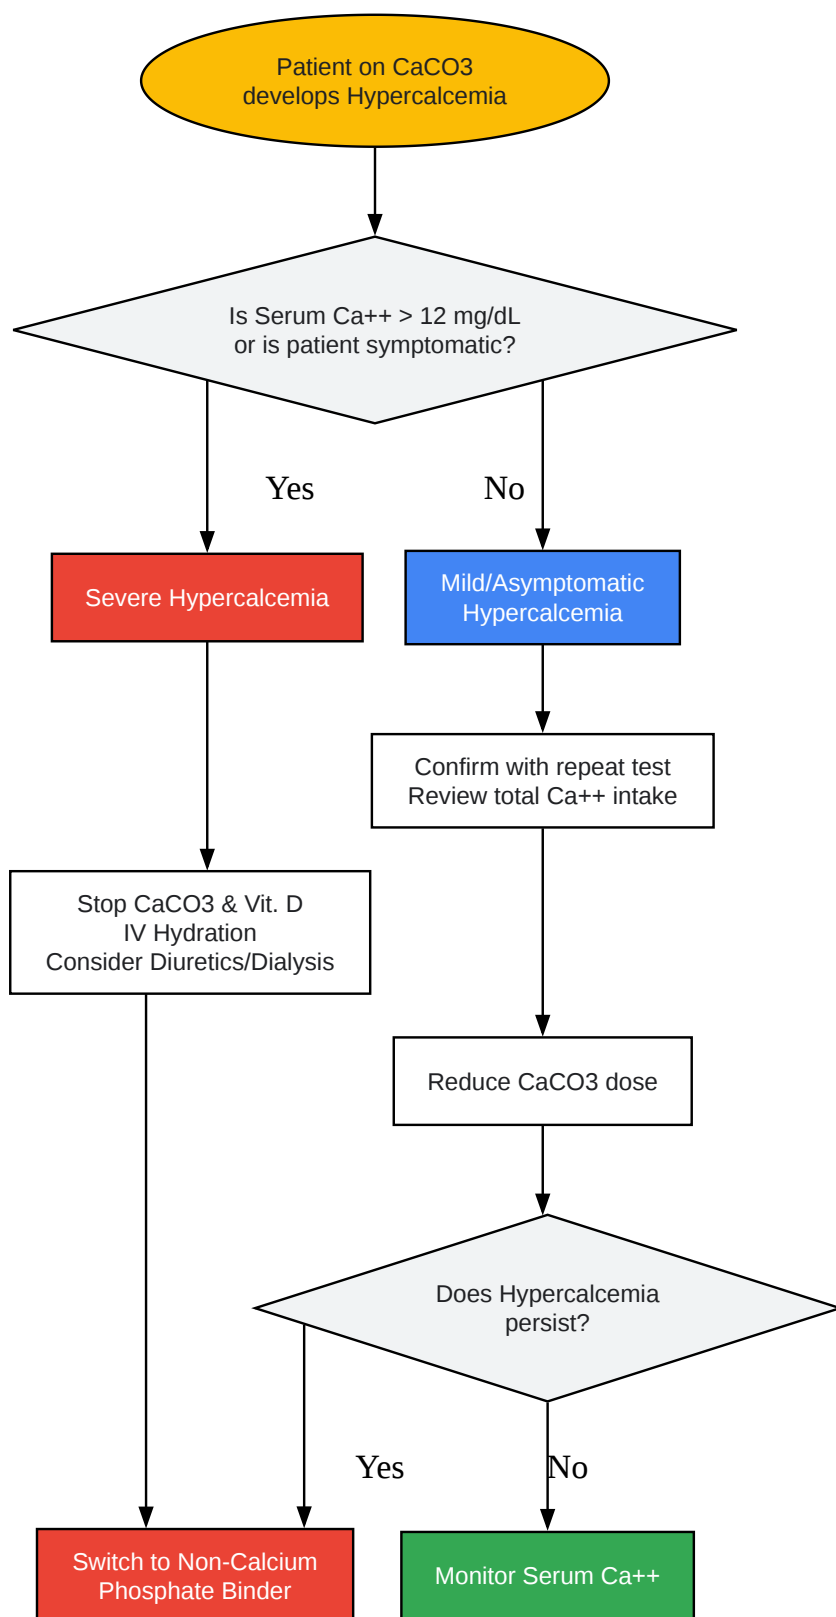 Patient on CaCO3
develops Hypercalcemia
Is Serum Ca++ > 12 mg/dL
or is patient symptomatic?
Yes
No
Severe Hypercalcemia
Mild/Asymptomatic
Hypercalcemia
Confirm with repeat test
Review total Ca++ intake
Stop CaCO3 & Vit. D
IV Hydration
Consider Diuretics/Dialysis
Reduce CaCO3 dose
Does Hypercalcemia
persist?
Yes
No
Switch to Non-Calcium
Phosphate Binder
Monitor Serum Ca++